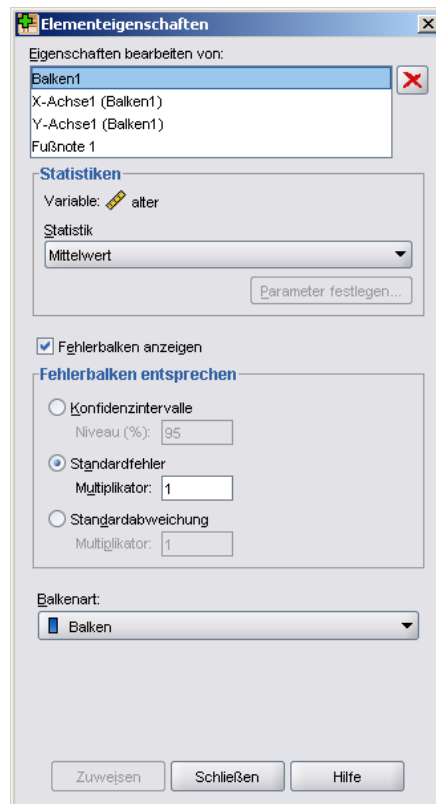 Elementeigenschaften
Eigenschaften bearbeiten von:
Balken1
X-Achse1 (Balken1)
Y-Achse1 (Balken1)
Fußnote 1
Statistiken
Variable: alter
Statistik
Mittelwert
Parameter festlegen...
Fehlerbalken anzeigen
Fehlerbalken entsprechen
Konfidenzintervalle
Niveau (%): 95
Standardfehler
Multiplikator: 1
Standardabweichung
Multiplikator: 1
Balkenart:
Balken
Zuweisen Schließen Hilfe